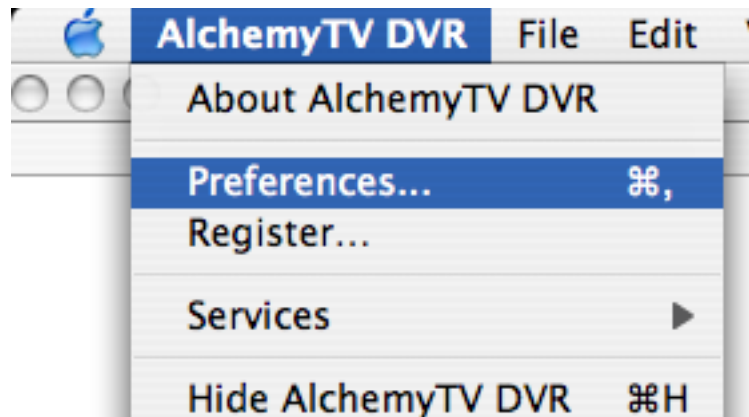 AlchemyTV DVR File Edit
About AlchemyTV DVR
Preferences... ⌘,
Register...
Services
Hide AlchemyTV DVR ⌘H